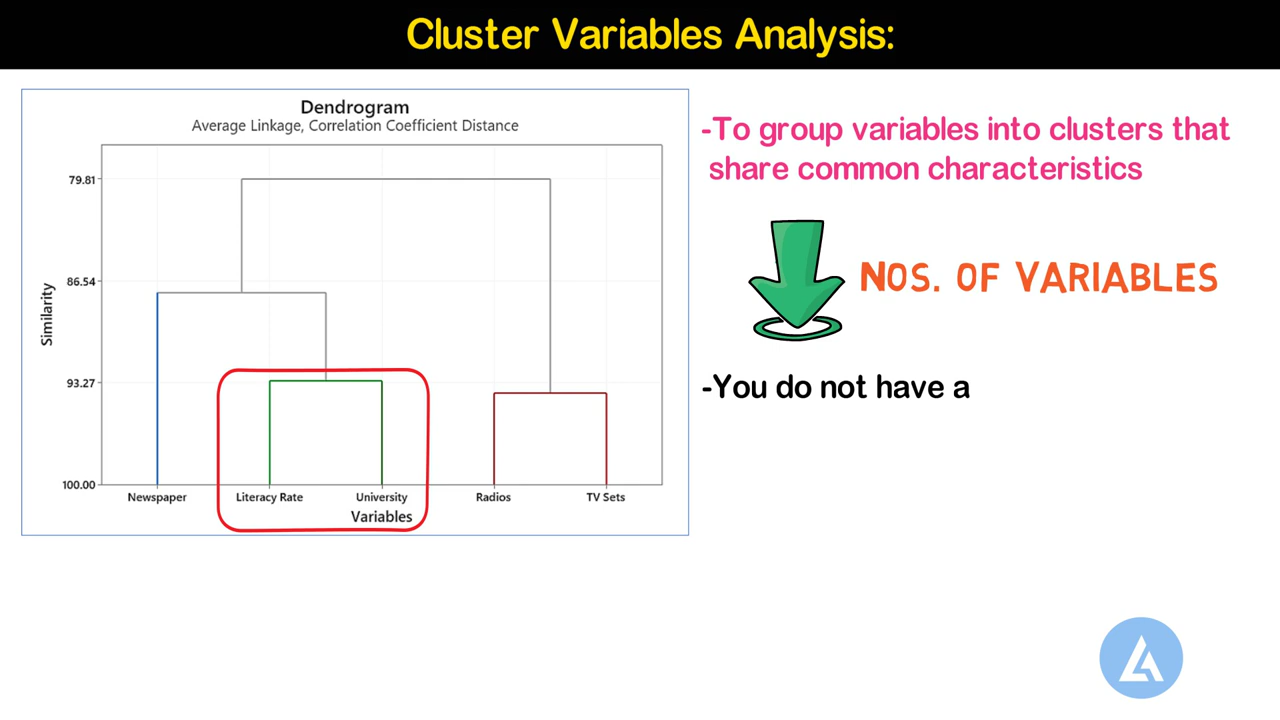 Cluster Variables Analysis:
Dendrogram
Average Linkage, Correlation Coefficient Distance
79.81
86.54
93.27
100.00
Similarity
Newspaper
Literacy Rate
University
Radios
TV Sets
Variables
-To group variables into clusters that
share common characteristics
NOS. OF VARIABLES
-You do not have a